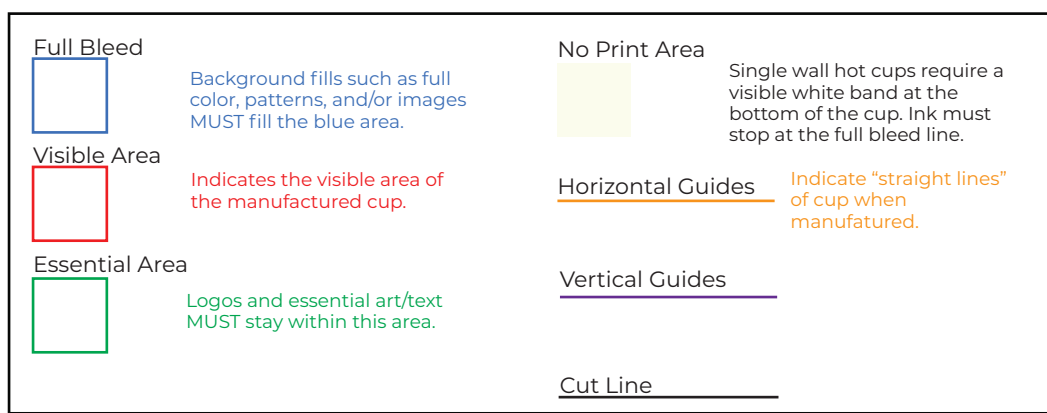 Full Bleed
Background fills such as full
color, patterns, and/or images
MUST fill the blue area.
Visible Area
Indicates the visible area of
the manufactured cup.
Essential Area
Logos and essential art/text
MUST stay within this area.
No Print Area
Single wall hot cups require a
visible white band at the
bottom of the cup. Ink must
stop at the full bleed line.
Horizontal Guides
Indicate “straight lines”
of cup when
manufatured.
Vertical Guides
Cut Line